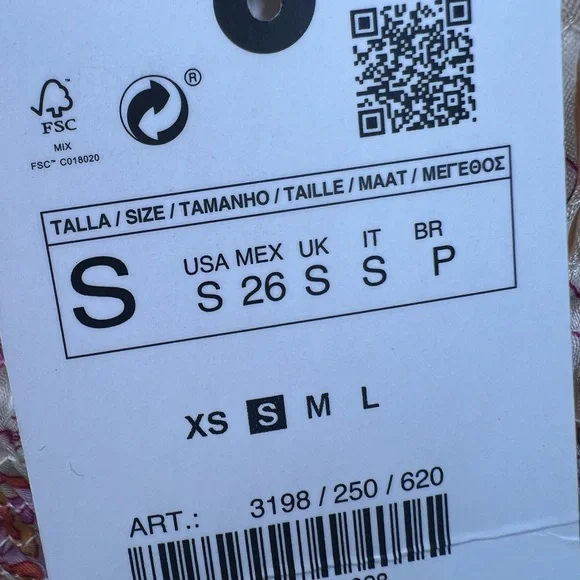 FSC™
MIX
FSC™ C018020
®
TALLA / SIZE / TAMANHO / TAILLE / MAAT / ΜΕΓΕΘΟΣ
S
USA MEX UK IT BR
S 26 S S P
XS S M L
ART.: 3198 / 250 / 620